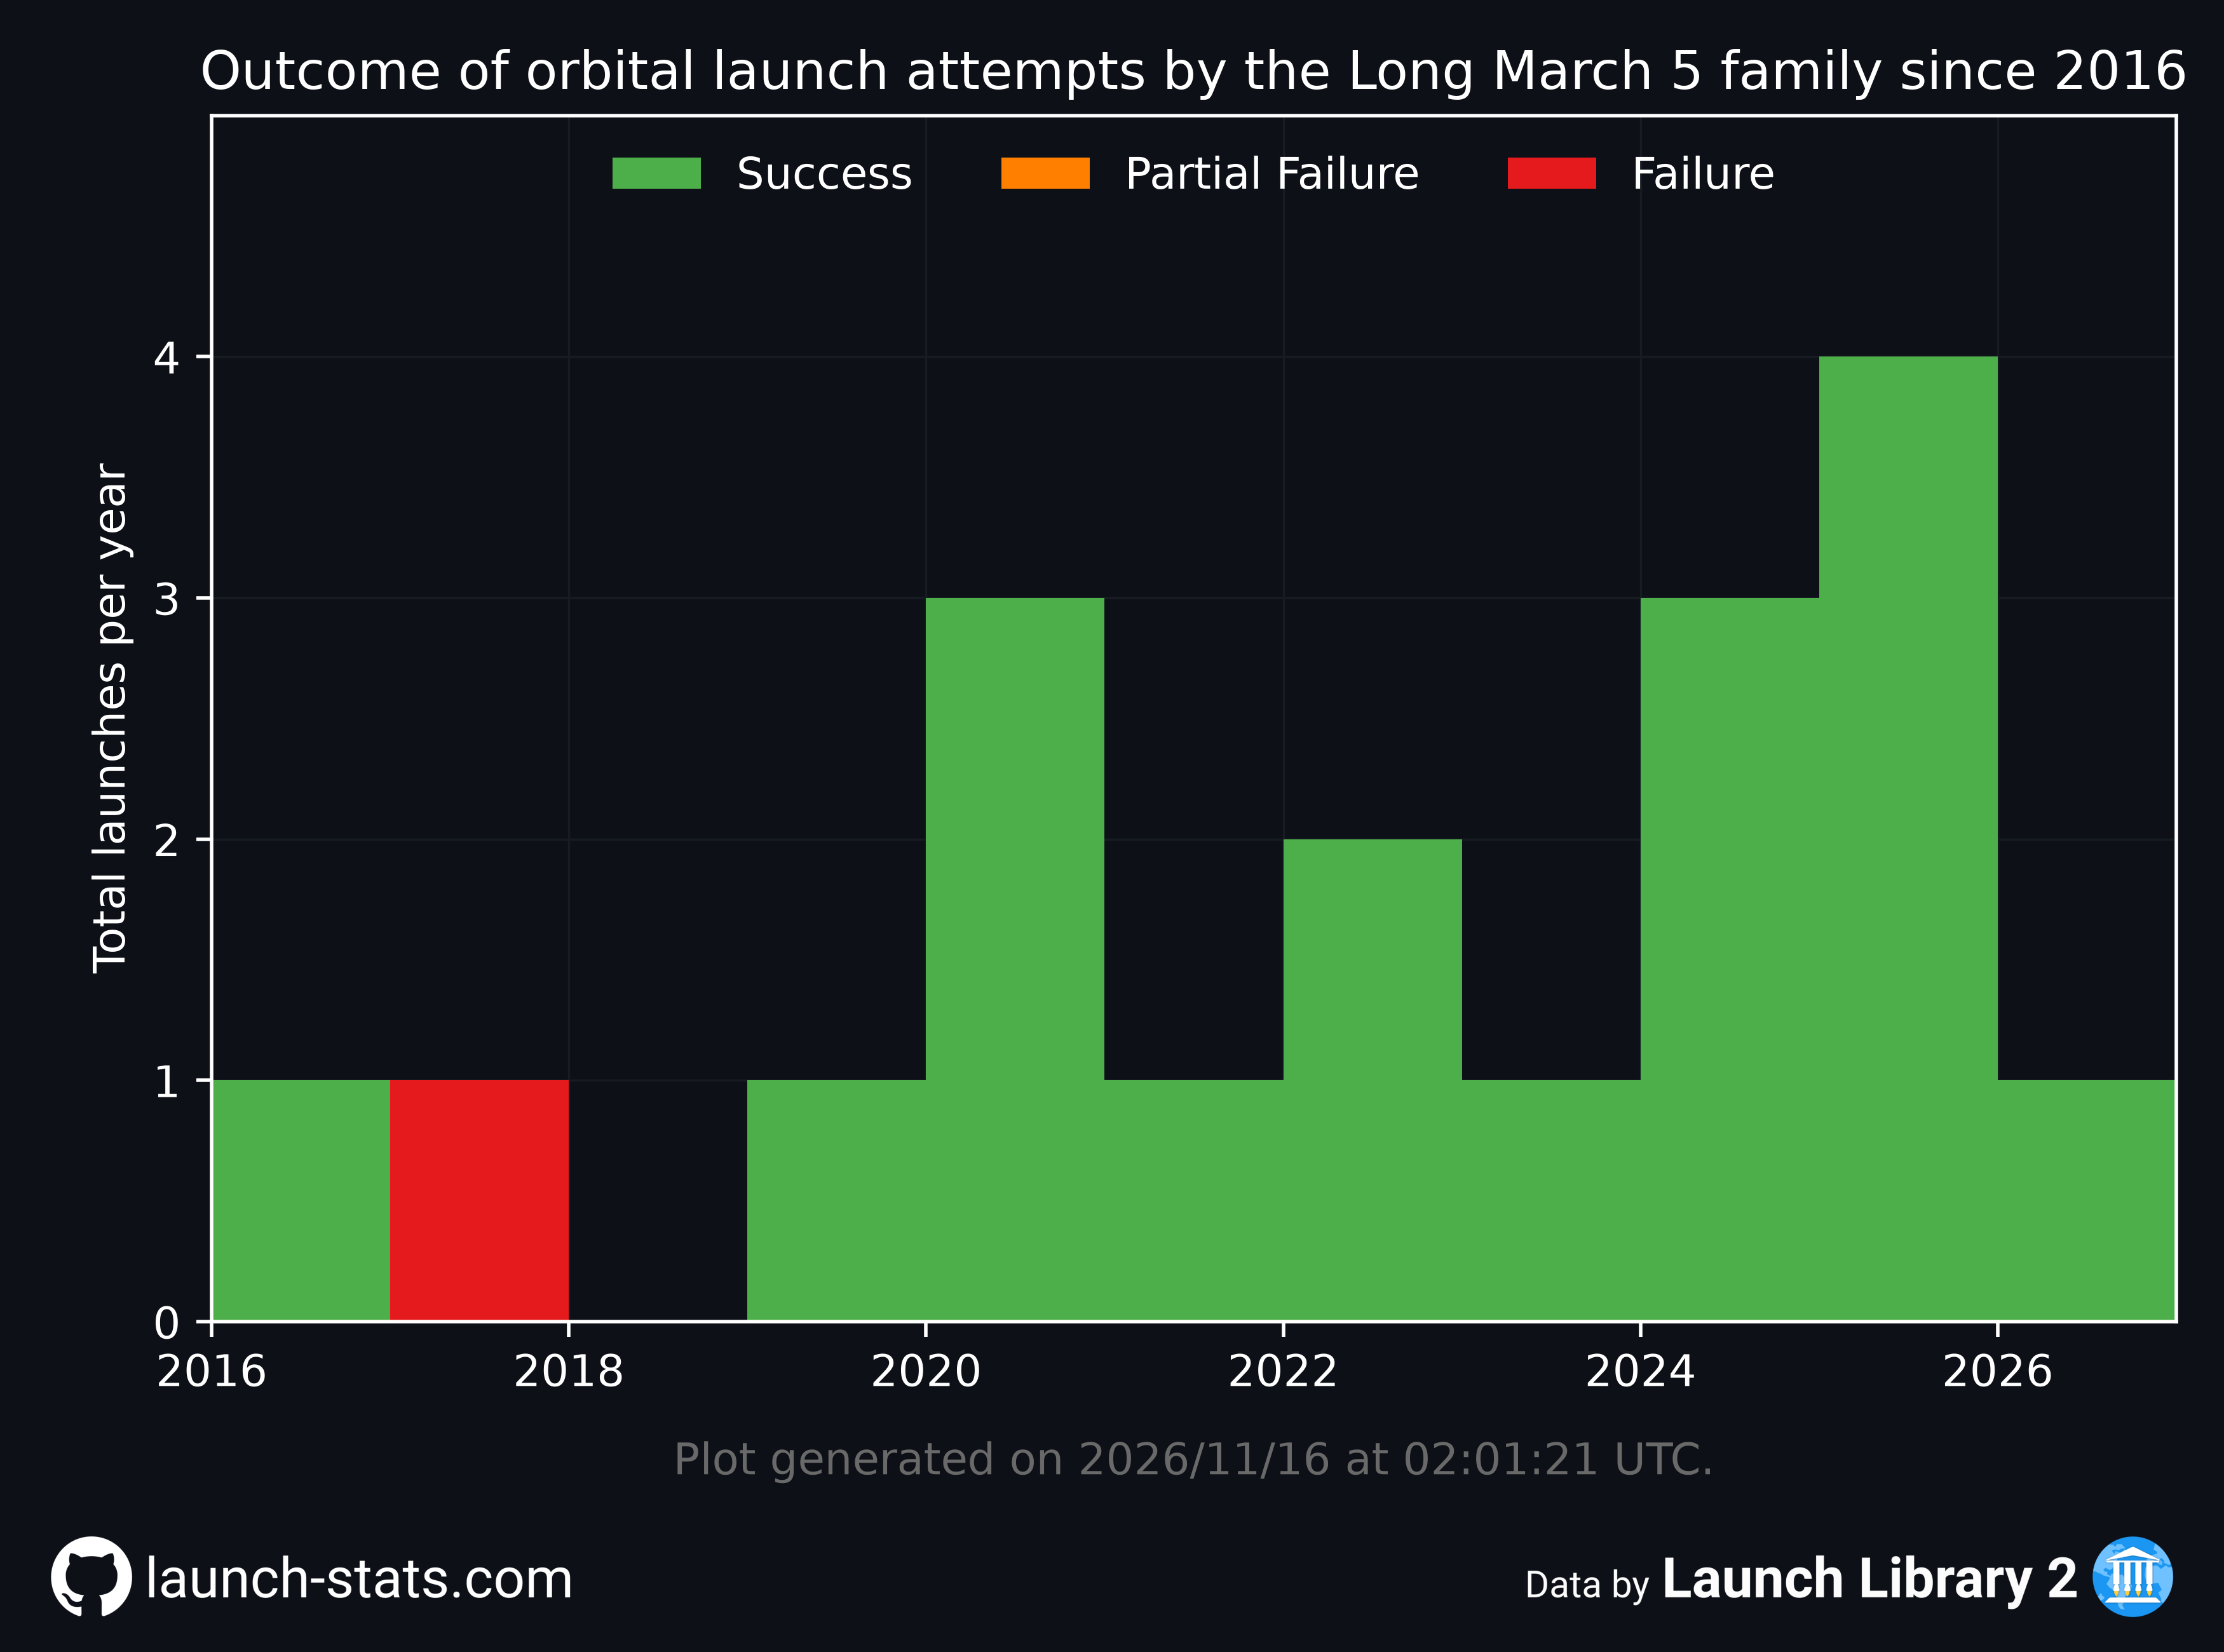 Outcome of orbital launch attempts by the Long March 5 family since 2016
Success Partial Failure Failure
Total launches per year
4
3
2
1
0
2016 2018 2020 2022 2024 2026
Plot generated on 2026/11/16 at 02:01:21 UTC.
launch-stats.com
Data by Launch Library 2